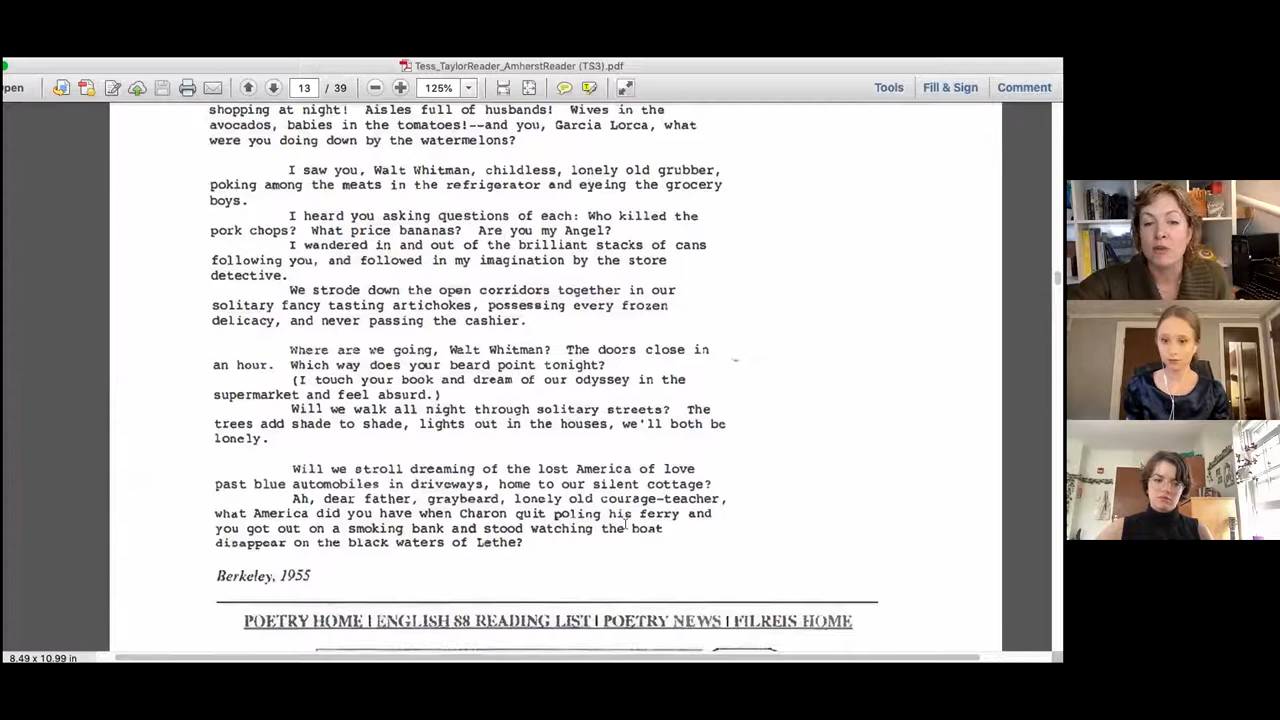 Tess_TaylorReader_AmherstReader (TS3).pdf
open
13 / 39
125%
Tools
Fill & Sign
Comment
shopping at night! Aisles full of husbands! Wives in the
avocados, babies in the tomatoes!--and you, Garcia Lorca, what
were you doing down by the watermelons?
I saw you, Walt Whitman, childless, lonely old grubber,
poking among the meats in the refrigerator and eyeing the grocery
boys.
I heard you asking questions of each: Who killed the
pork chops? What price bananas? Are you my Angel?
I wandered in and out of the brilliant stacks of cans
following you, and followed in my imagination by the store
detective.
We strode down the open corridors together in our
solitary fancy tasting artichokes, possessing every frozen
delicacy, and never passing the cashier.
Where are we going, Walt Whitman? The doors close in
an hour. Which way does your beard point tonight?
(I touch your book and dream of our odyssey in the
supermarket and feel absurd.)
Will we walk all night through solitary streets? The
trees add shade to shade, lights out in the houses, we'll both be
lonely.
Will we stroll dreaming of the lost America of love
past blue automobiles in driveways, home to our silent cottage?
Ah, dear father, graybeard, lonely old courage-teacher,
what America did you have when Charon quit poling his ferry and
you got out on a smoking bank and stood watching the boat
disappear on the black waters of Lethe?
Berkeley, 1955
POETRY HOME | ENGLISH 88 READING LIST | POETRY NEWS | FILREIS HOME
8.49 x 10.99 in